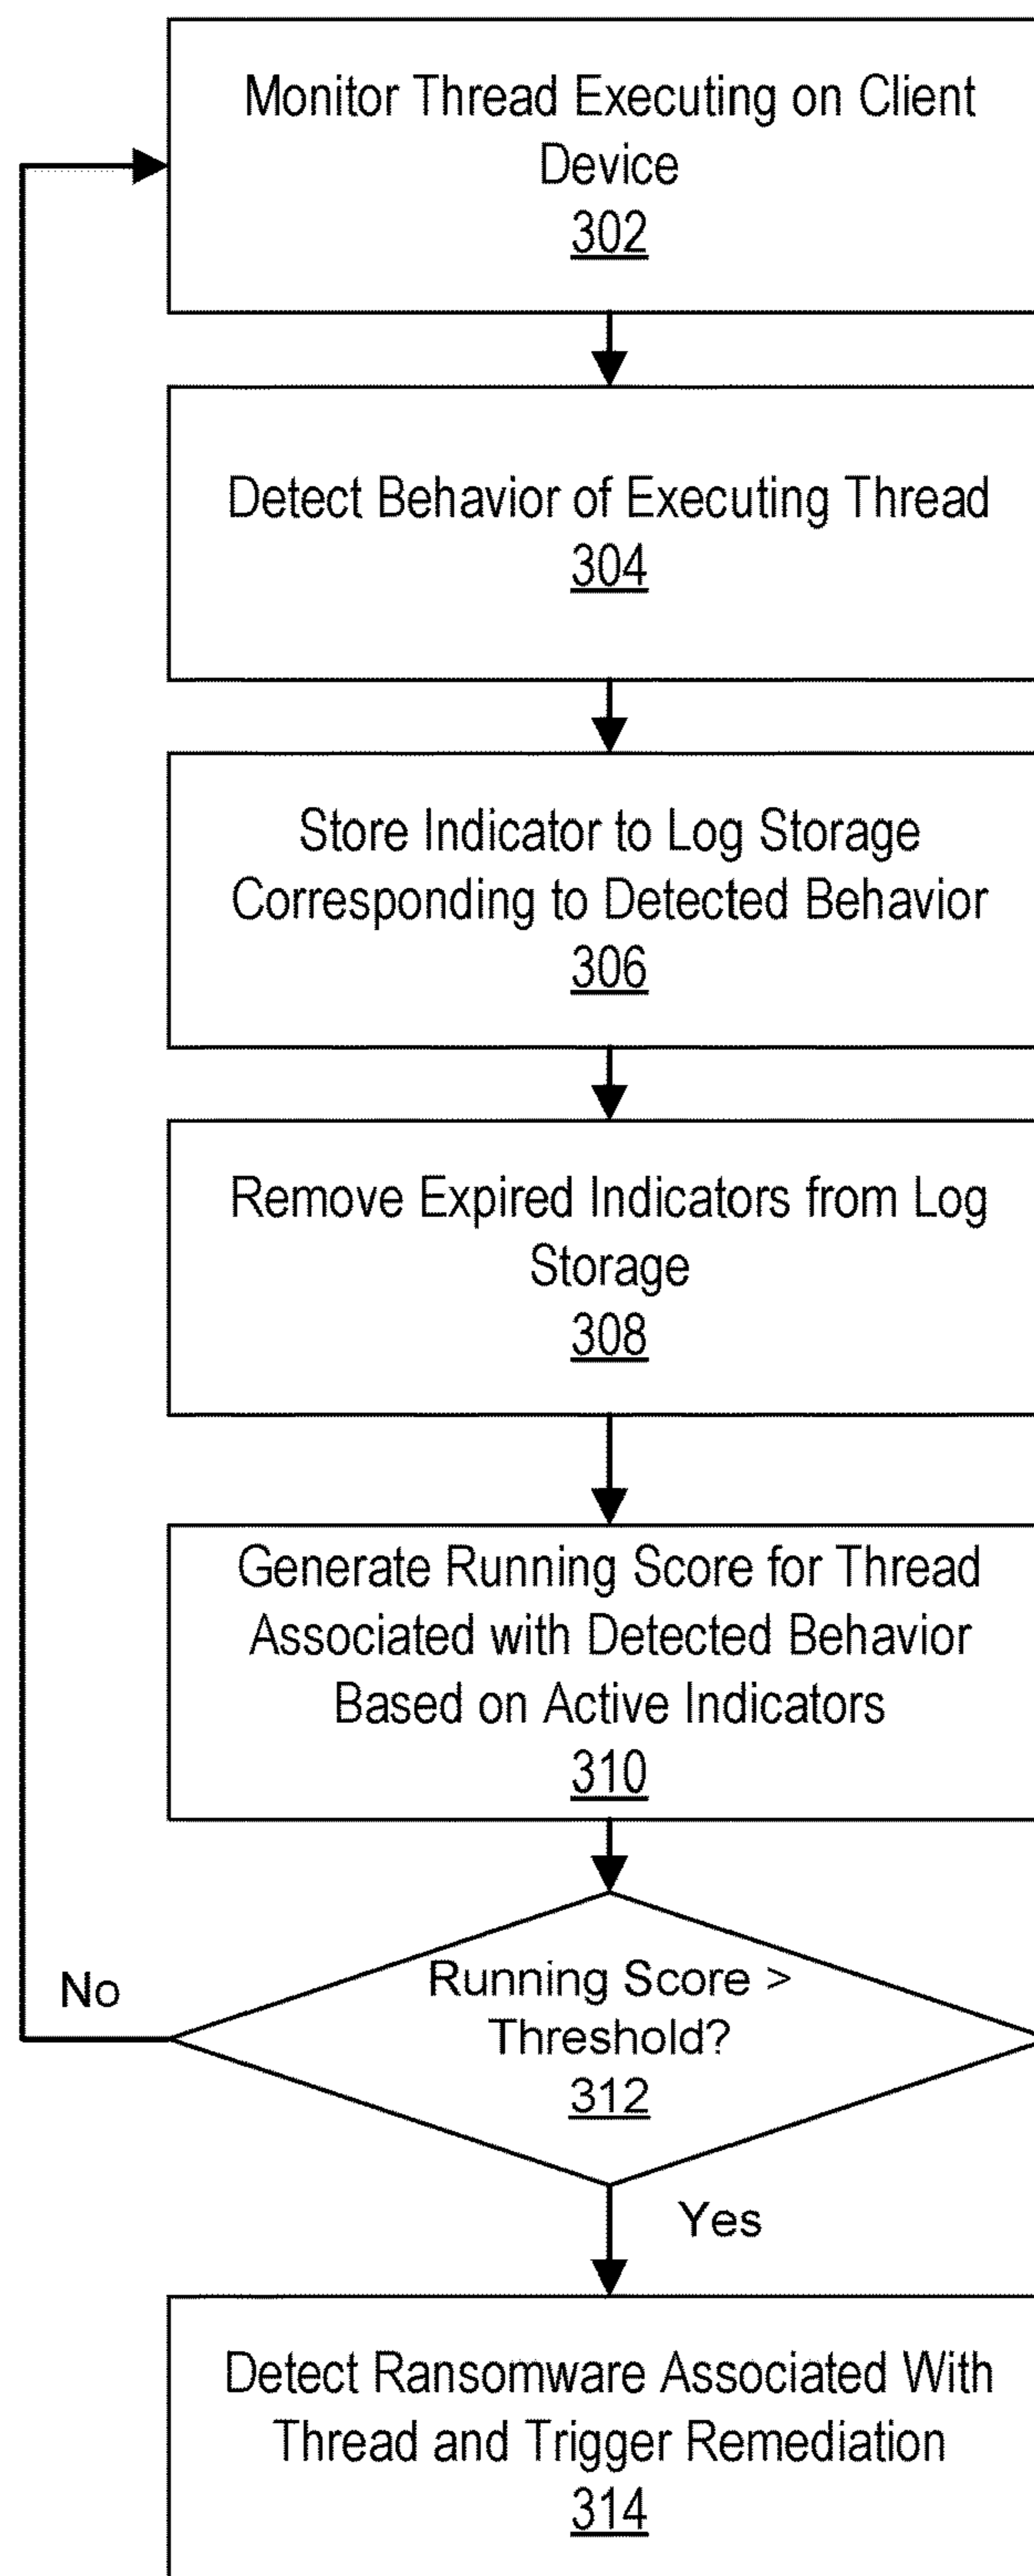 Monitor Thread Executing on Client
Device
302
Detect Behavior of Executing Thread
304
Store Indicator to Log Storage
Corresponding to Detected Behavior
306
Remove Expired Indicators from Log
Storage
308
Generate Running Score for Thread
Associated with Detected Behavior
Based on Active Indicators
310
No
Running Score >
Threshold?
312
Yes
Detect Ransomware Associated With
Thread and Trigger Remediation
314